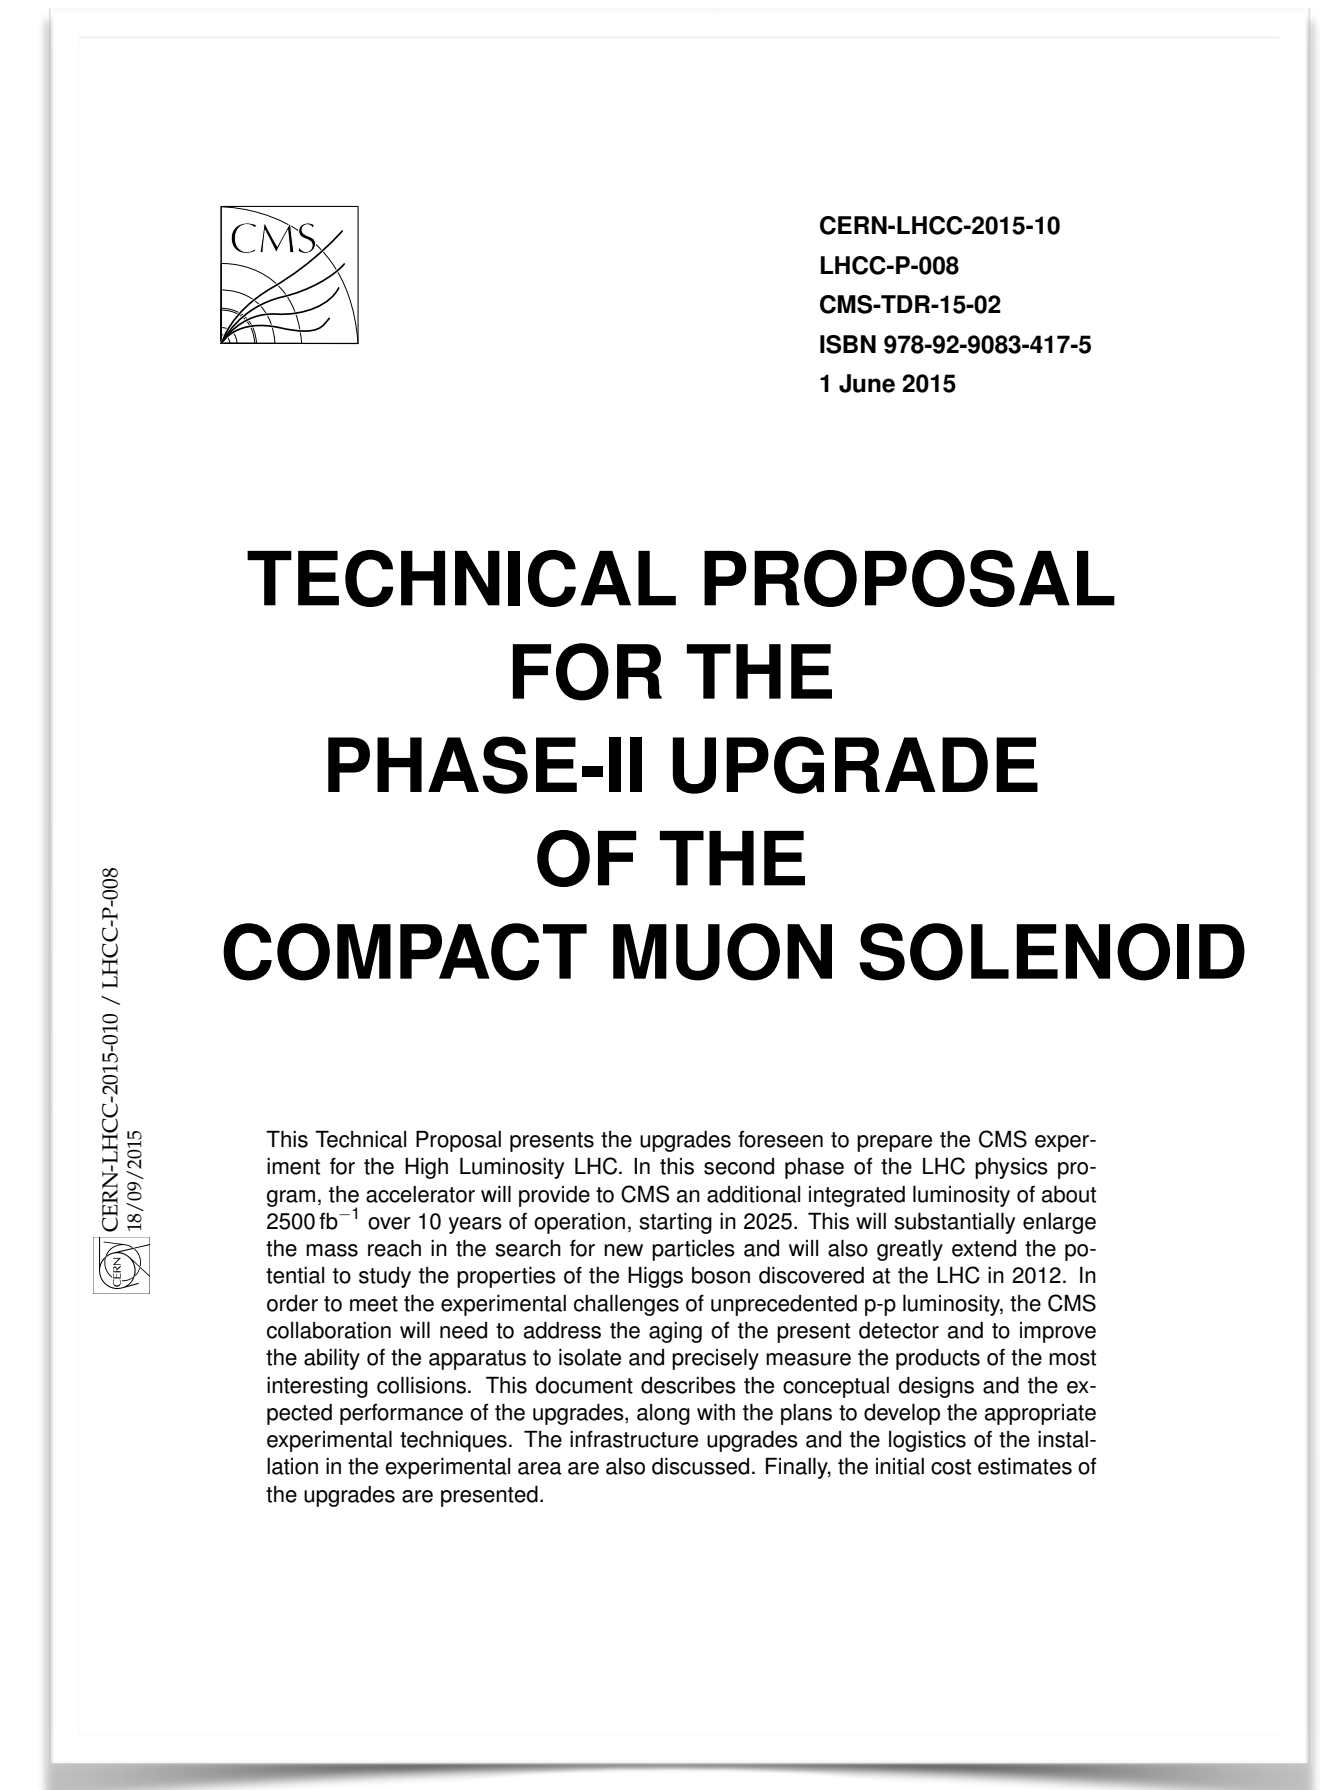 CMS
CERN-LHCC-2015-10
LHCC-P-008
CMS-TDR-15-02
ISBN 978-92-9083-417-5
1 June 2015
TECHNICAL PROPOSAL
FOR THE
PHASE-II UPGRADE
OF THE
COMPACT MUON SOLENOID
CERN-LHCC-2015-010 / LHCC-P-008
18/09/2015
CERN
This Technical Proposal presents the upgrades foreseen to prepare the CMS exper-
iment for the High Luminosity LHC. In this second phase of the LHC physics pro-
gram, the accelerator will provide to CMS an additional integrated luminosity of about
2500 fb⁻¹ over 10 years of operation, starting in 2025. This will substantially enlarge
the mass reach in the search for new particles and will also greatly extend the po-
tential to study the properties of the Higgs boson discovered at the LHC in 2012. In
order to meet the experimental challenges of unprecedented p-p luminosity, the CMS
collaboration will need to address the aging of the present detector and to improve
the ability of the apparatus to isolate and precisely measure the products of the most
interesting collisions. This document describes the conceptual designs and the ex-
pected performance of the upgrades, along with the plans to develop the appropriate
experimental techniques. The infrastructure upgrades and the logistics of the instal-
lation in the experimental area are also discussed. Finally, the initial cost estimates of
the upgrades are presented.